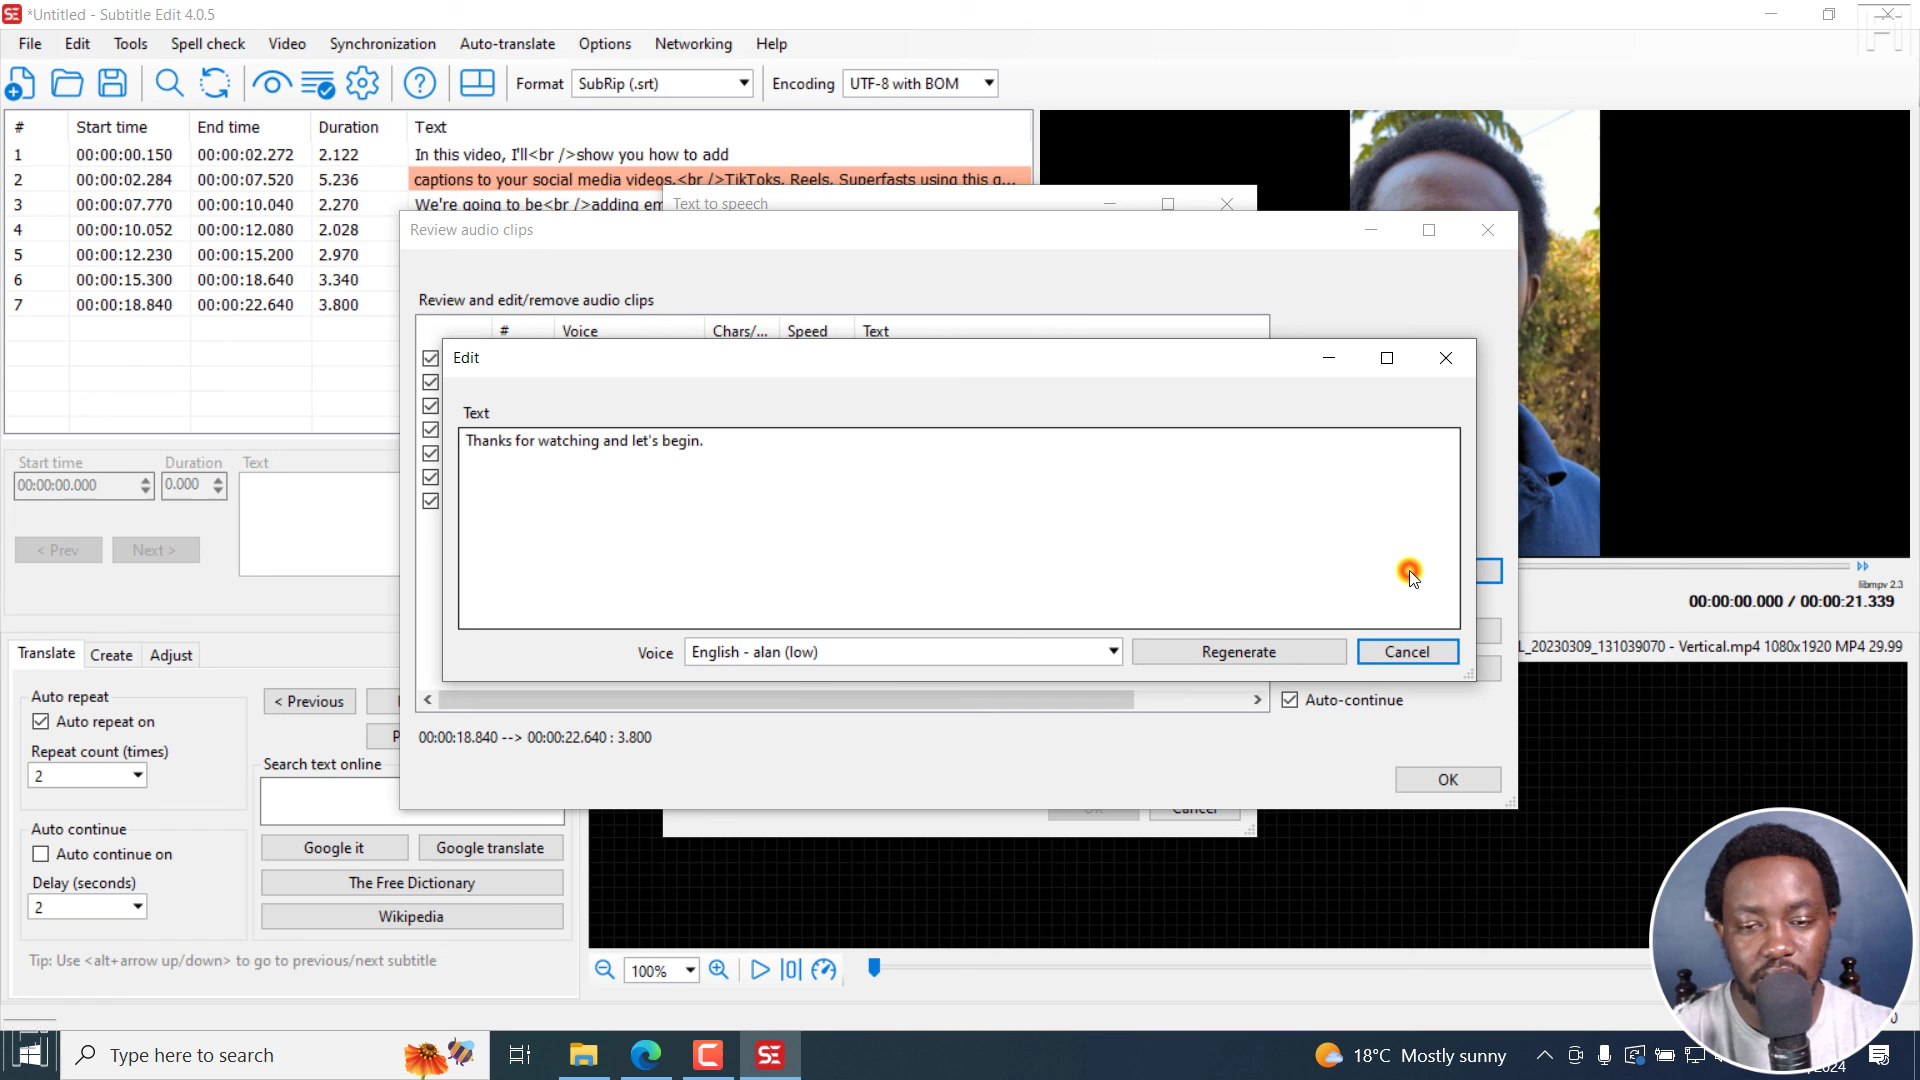 *Untitled - Subtitle Edit 4.0.5
File Edit Tools Spell check Video Synchronization Auto-translate Options Networking Help
Format SubRip (.srt) Encoding UTF-8 with BOM
# Start time End time Duration Text
1 00:00:00.150 00:00:02.272 2.122 In this video, I'll<br />show you how to add
2 00:00:02.284 00:00:07.520 5.236 captions to your social media videos,<br />TikToks, Reels, Superfasts using this q...
3 00:00:07.770 00:00:10.040 2.270 We're going to be<br />adding em
4 00:00:10.052 00:00:12.080 2.028
5 00:00:12.230 00:00:15.200 2.970
6 00:00:15.300 00:00:18.640 3.340
7 00:00:18.840 00:00:22.640 3.800
Text to speech
Review audio clips
Review and edit/remove audio clips
# Voice Chars/... Speed Text
Edit
Text
Thanks for watching and let's begin.
Voice English - alan (low) Regenerate Cancel
Auto-continue
00:00:18.840 --> 00:00:22.640 : 3.800
OK
Cancel
Start time Duration Text
00:00:00.000 0.000
< Prev Next >
libmpv 2.3
00:00:00.000 / 00:00:21.339
L_20230309_131039070 - Vertical.mp4 1080x1920 MP4 29.99
Translate Create Adjust
Auto repeat
Auto repeat on
Repeat count (times)
2
Auto continue
Auto continue on
Delay (seconds)
2
< Previous
Search text online
Google it Google translate
The Free Dictionary
Wikipedia
Tip: Use <alt+arrow up/down> to go to previous/next subtitle
100%
Type here to search
18°C Mostly sunny